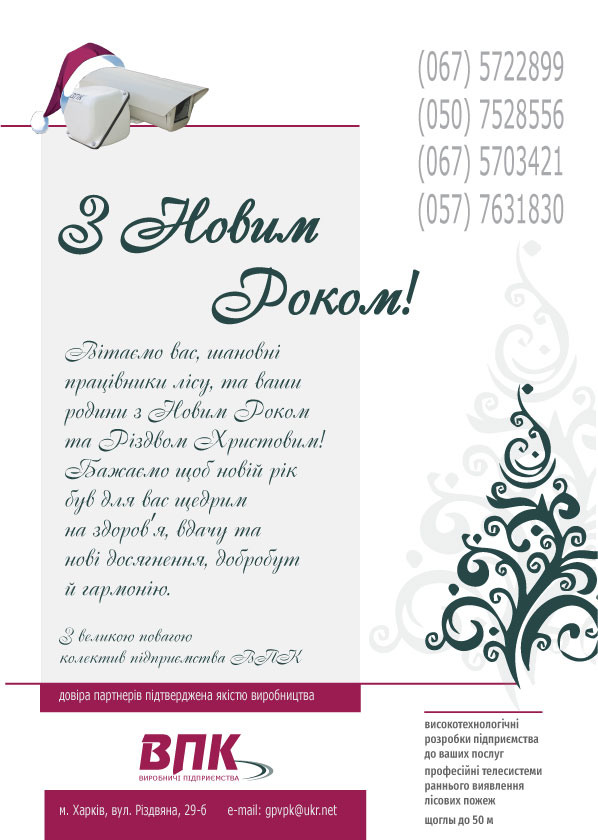 ВПК
(067) 5722899
(050) 7528556
(067) 5703421
(057) 7631830
З Новим
Роком!
Вітаємо вас, шановні
працівники лісу, та ваши
родини з Новим Роком
та Різдвом Христовим!
Бажаємо щоб новій рік
був для вас щедрим
на здоров'я, вдачу та
нові досягнення, добробут
й гармонію.
З великою повагою
колектив підприємства ВПК
довіра партнерів підтверджена якістю виробництва
ВПК
ВИРОБНИЧІ ПІДПРИЄМСТВА
м. Харків, вул. Різдвяна, 29-б e-mail: gpvpk@ukr.net
високотехнологічні
розробки підприємства
до ваших послуг
професійні телесистеми
раннього виявлення
лісових пожеж
щоглы до 50 м